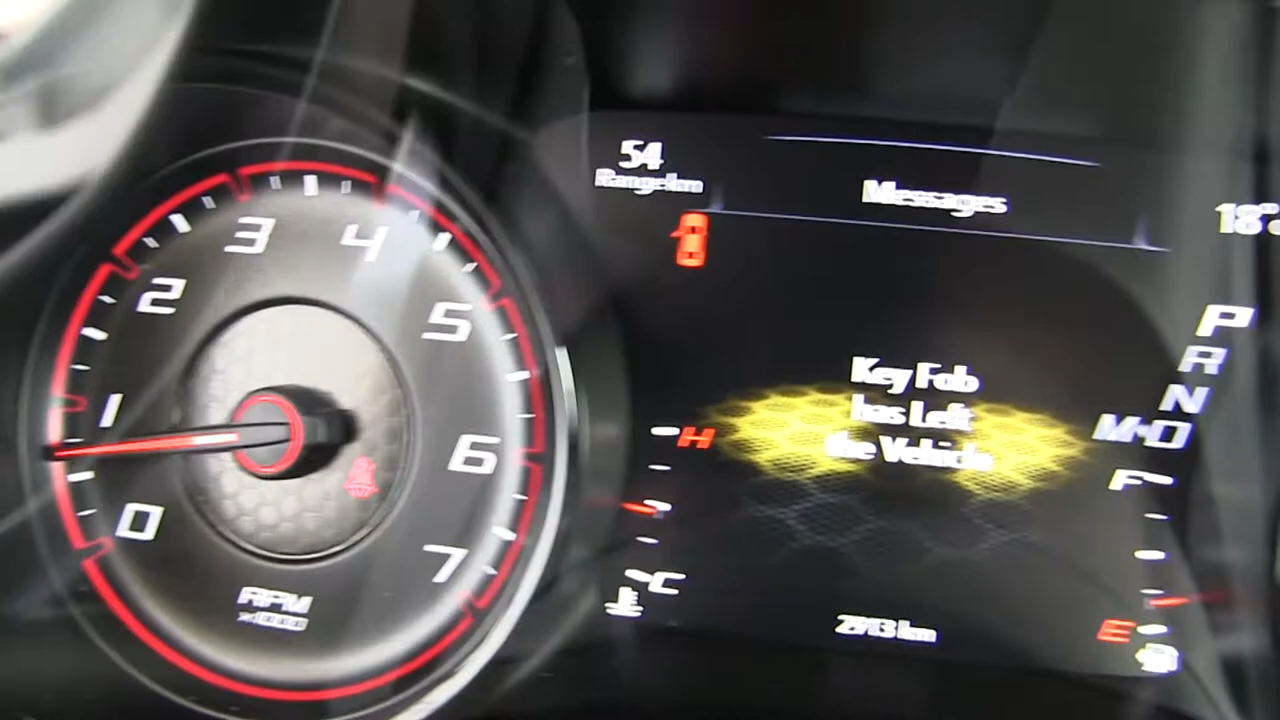 54
Range km
Messages
18°
Key Fob
has Left
the Vehicle
H
C
P
R
N
M·D
F
E
2913 km
0
1
2
3
4
5
6
7
RPM
x1000